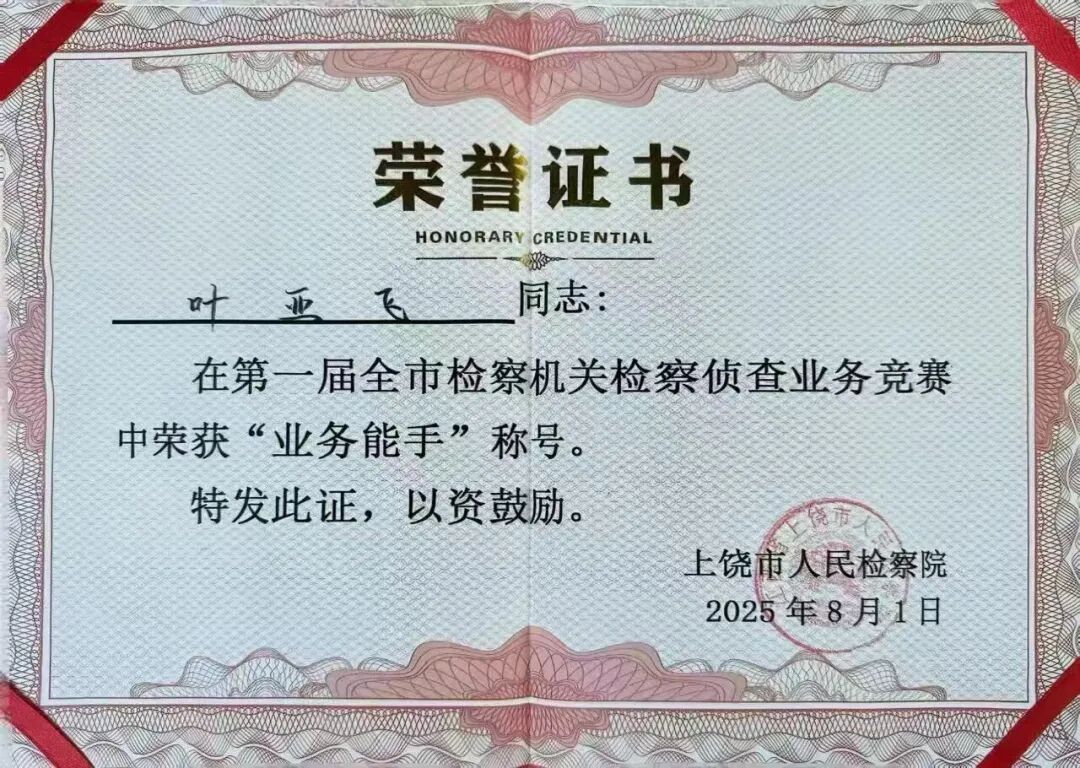 荣誉证书
HONORARY CREDENTIAL
叶亚飞同志：
在第一届全市检察机关检察侦查业务竞赛
中荣获“业务能手”称号。
特发此证，以资鼓励。
上饶市人民检察院
2025年8月1日